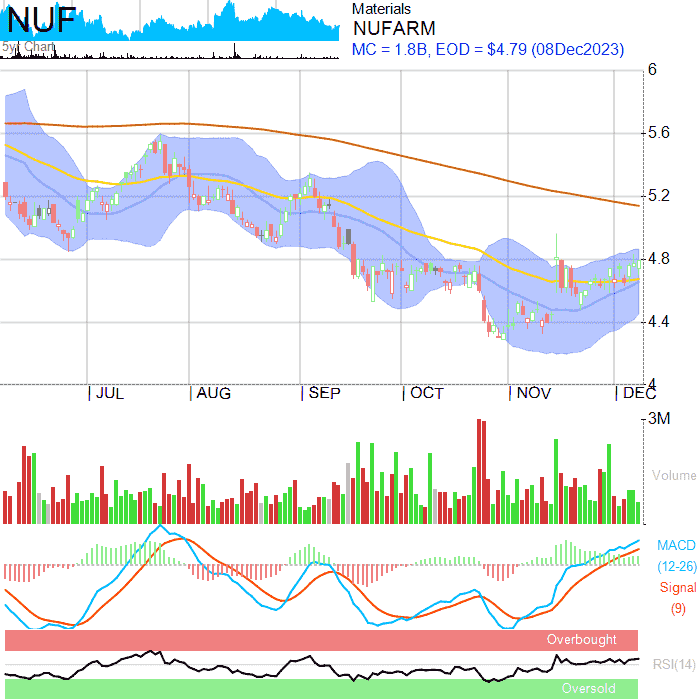 NUF
5yr Chart
Materials
NUFARM
MC = 1.8B, EOD = $4.79 (08Dec2023)
6
5.6
5.2
4.8
4.4
4
JUL
AUG
SEP
OCT
NOV
DEC
3M
Volume
MACD
(12-26)
Signal
(9)
Overbought
RSI(14)
Oversold